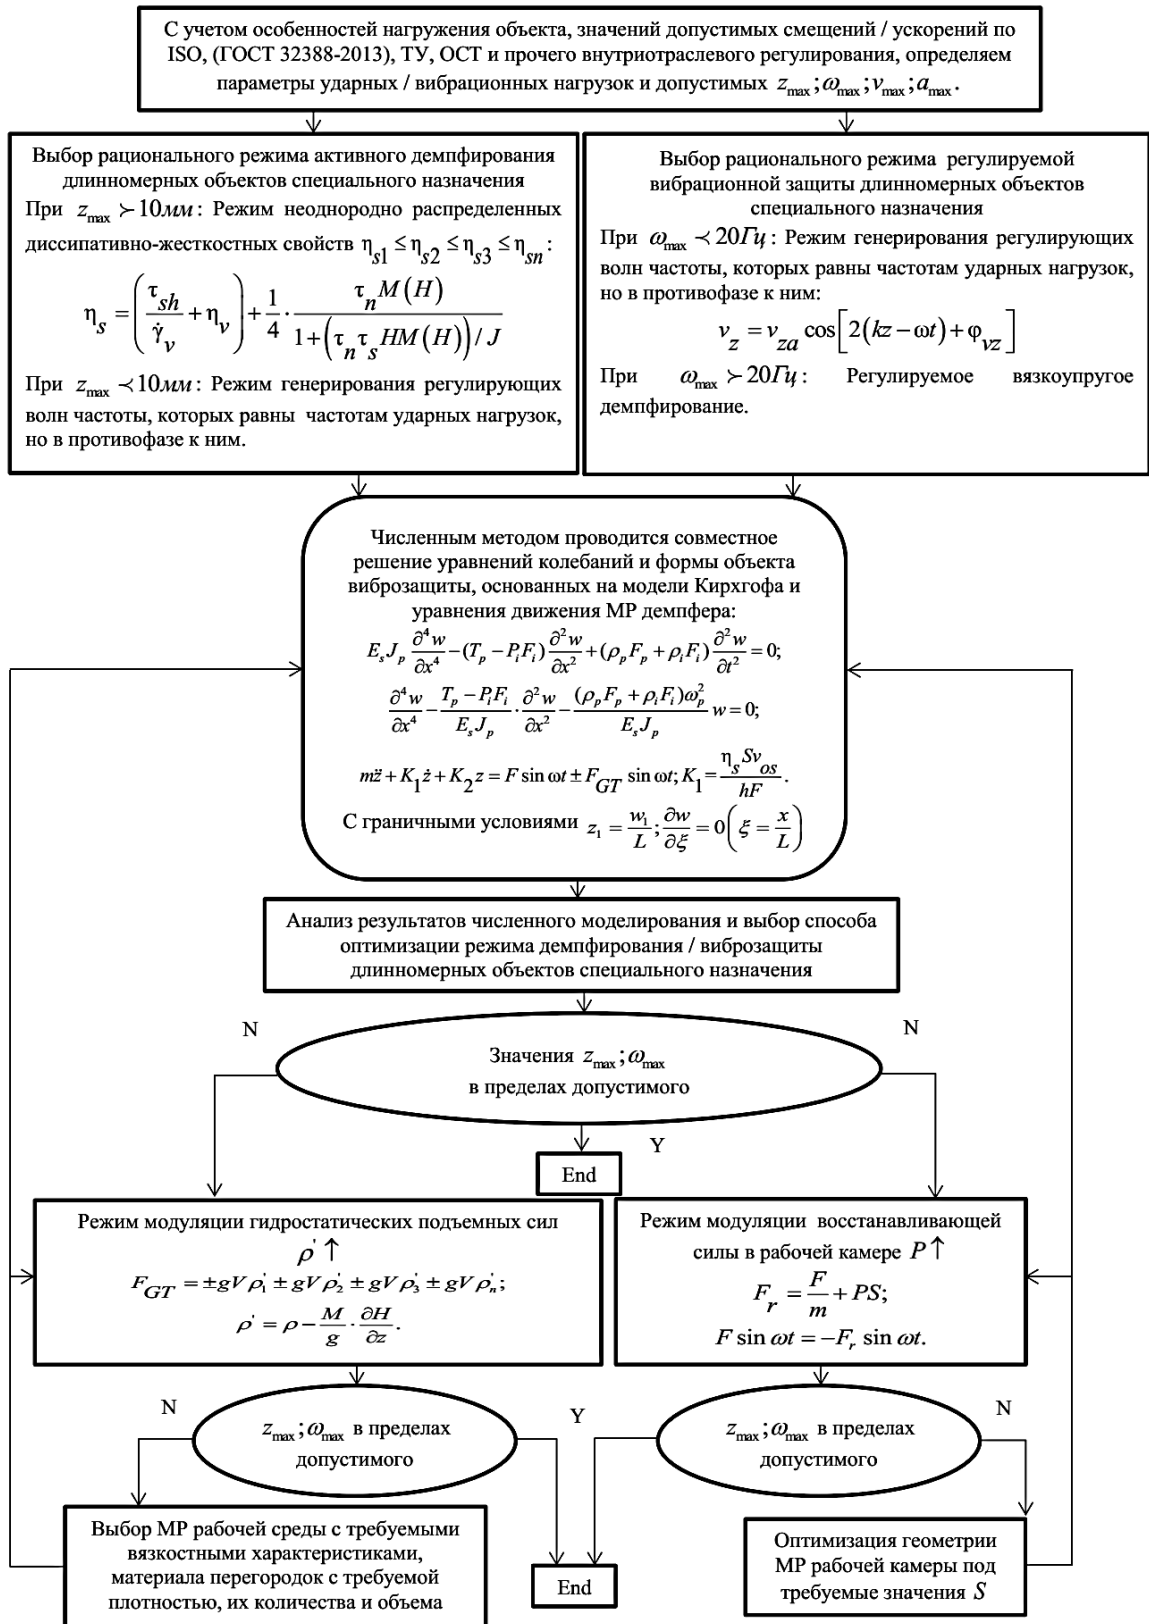 С учетом особенностей нагружения объекта, значений допустимых смещений / ускорений по
ISO, (ГОСТ 32388-2013), ТУ, ОСТ и прочего внутриотраслевого регулирования, определяем
параметры ударных / вибрационных нагрузок и допустимых z_max ; ω_max ; v_max ; a_max .
Выбор рационального режима активного демпфирования
длинномерных объектов специального назначения
При z_max ≻ 10мм : Режим неоднородно распределенных
диссипативно-жесткостных свойств η_s1 ≤ η_s2 ≤ η_s3 ≤ η_sn :
η_s = (τ_sh / γ̇_v + η_v) + 1/4 · τ_n M(H) / (1 + (τ_n τ_s HM(H)) / J)
При z_max ≺ 10мм : Режим генерирования регулирующих
волн частоты, которых равны частотам ударных нагрузок,
но в противофазе к ним.
Выбор рационального режима регулируемой
вибрационной защиты длинномерных объектов
специального назначения
При ω_max ≺ 20Гц : Режим генерирования регулирующих
волн частоты, которых равны частотам ударных нагрузок,
но в противофазе к ним:
v_z = v_za cos[2(kz − ωt) + φ_vz]
При ω_max ≻ 20Гц : Регулируемое вязкоупругое
демпфирование.
Численным методом проводится совместное
решение уравнений колебаний и формы объекта
виброзащиты, основанных на модели Кирхгофа и
уравнения движения МР демпфера:
E_s J_p ∂⁴w/∂x⁴ − (T_p − P_i F_i) ∂²w/∂x² + (ρ_p F_p + ρ_i F_i) ∂²w/∂t² = 0;
∂⁴w/∂x⁴ − (T_p − P_i F_i)/(E_s J_p) · ∂²w/∂x² − (ρ_p F_p + ρ_i F_i)ω_p²/(E_s J_p) w = 0;
mz̈ + K_1 ż + K_2 z = F sin ωt ± F_GT sin ωt; K_1 = η_s S v_os / hF .
С граничными условиями z_1 = w_1/L ; ∂w/∂ξ = 0 (ξ = x/L)
Анализ результатов численного моделирования и выбор способа
оптимизации режима демпфирования / виброзащиты
длинномерных объектов специального назначения
N
N
Значения z_max ; ω_max
в пределах допустимого
Y
End
Режим модуляции гидростатических подъемных сил
ρ' ↑
F_GT = ±gVρ'_1 ± gVρ'_2 ± gVρ'_3 ± gVρ'_n ;
ρ' = ρ − M/g · ∂H/∂z .
Режим модуляции восстанавливающей
силы в рабочей камере P ↑
F_r = F/m + PS;
F sin ωt = −F_r sin ωt.
N
z_max ; ω_max в пределах
допустимого
Y
z_max ; ω_max в пределах
допустимого
N
Выбор МР рабочей среды с требуемыми
вязкостными характеристиками,
материала перегородок с требуемой
плотностью, их количества и объема
End
Оптимизация геометрии
МР рабочей камеры под
требуемые значения S